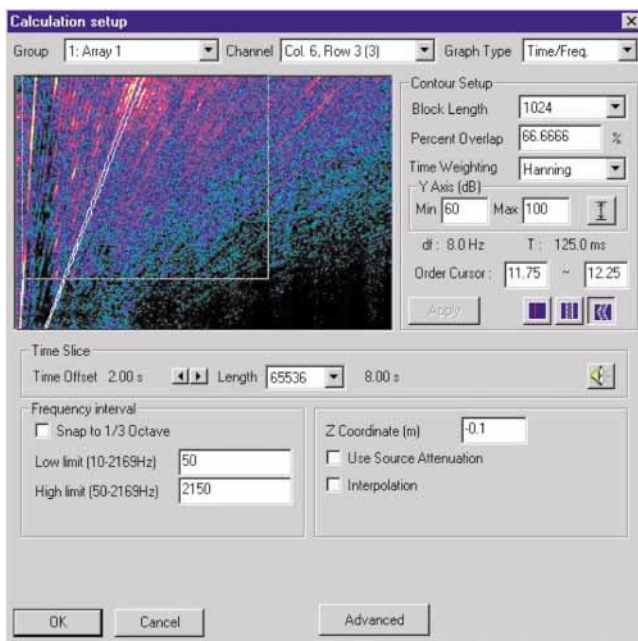 Calculation setup
Group 1: Array 1 Channel Col. 6, Row 3 (3) Graph Type Time/Freq.
Contour Setup
Block Length 1024
Percent Overlap 66.6666 %
Time Weighting Hanning
Y Axis (dB)
Min 60 Max 100
df : 8.0 Hz T : 125.0 ms
Order Cursor : 11.75 ~ 12.25
Apply
Time Slice
Time Offset 2.00 s Length 65536 8.00 s
Frequency interval
Snap to 1/3 Octave
Low limit (10-2169Hz) 50
High limit (50-2169Hz) 2150
Z Coordinate (m) -0.1
Use Source Attenuation
Interpolation
OK Cancel Advanced